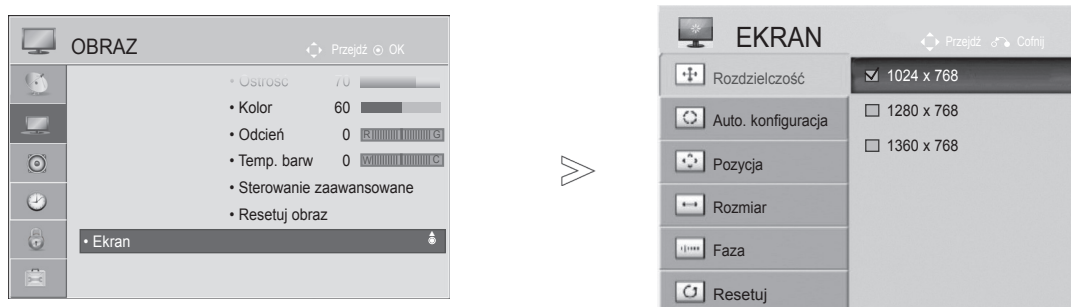 OBRAZ
Przejdź OK
• Ostrość 70
• Kolor 60
• Odcień 0 R G
• Temp. barw 0 W C
• Sterowanie zaawansowane
• Resetuj obraz
• Ekran
EKRAN
Przejdź Cofnij
Rozdzielczość
Auto. konfiguracja
Pozycja
Rozmiar
Faza
Resetuj
1024 x 768
1280 x 768
1360 x 768